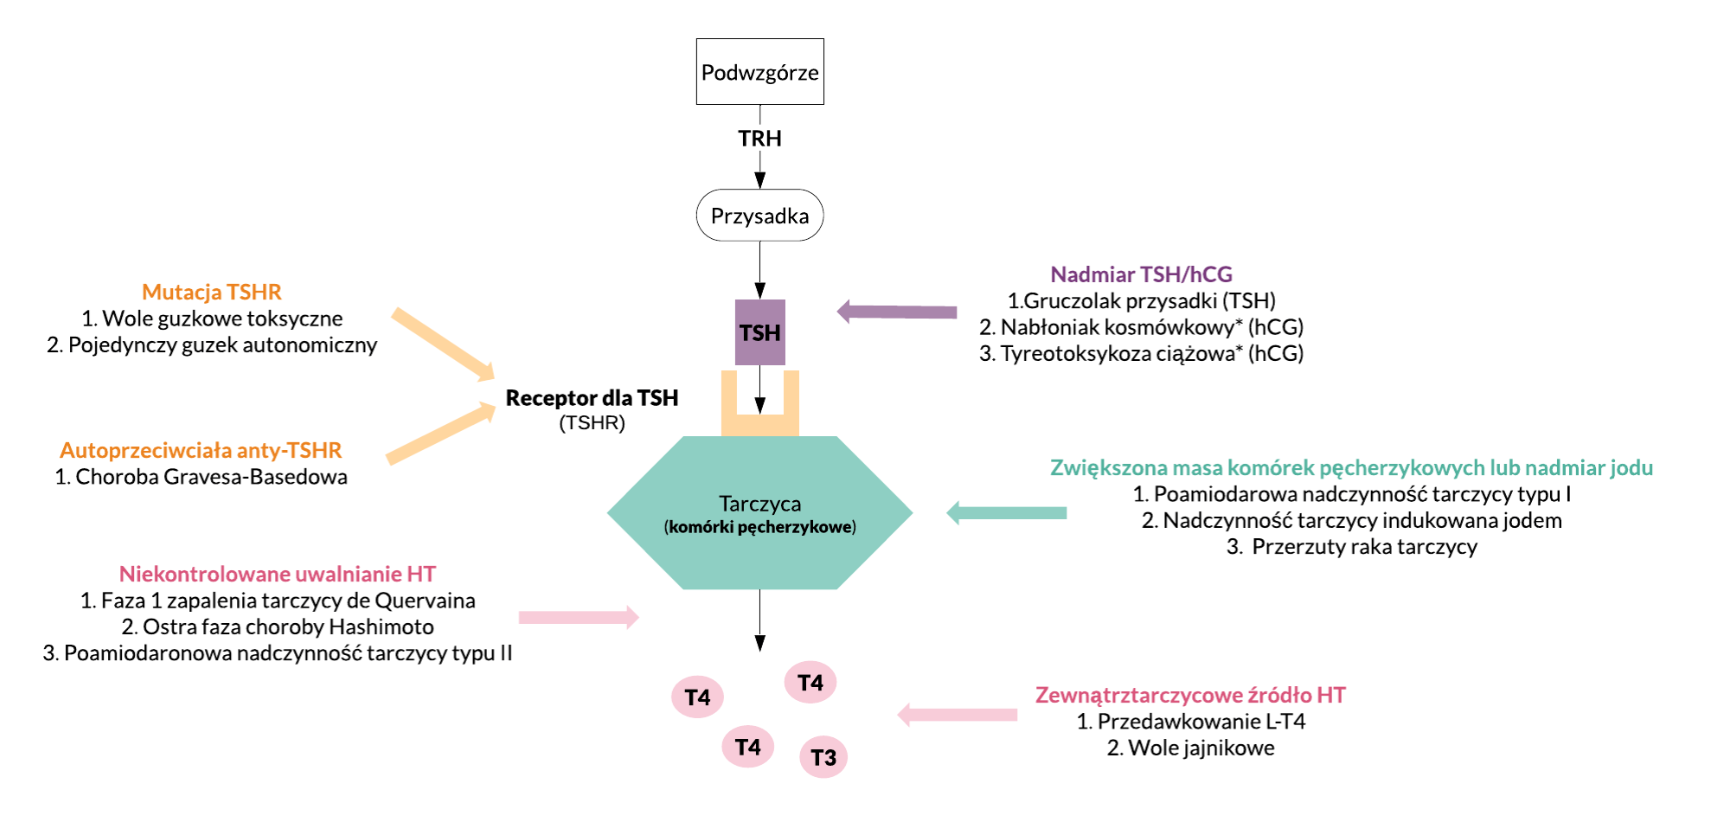 Podwzgórze
TRH
Przysadka
TSH
Nadmiar TSH/hCG
1.Gruczolak przysadki (TSH)
2. Nabłoniak kosmówkowy* (hCG)
3. Tyreotoksykoza ciążowa* (hCG)
Mutacja TSHR
1. Wole guzkowe toksyczne
2. Pojedynczy guzek autonomiczny
Receptor dla TSH
(TSHR)
Autoprzeciwciała anty-TSHR
1. Choroba Gravesa-Basedowa
Tarczyca
(komórki pęcherzykowe)
Zwiększona masa komórek pęcherzykowych lub nadmiar jodu
1. Poamiodarowa nadczynność tarczycy typu I
2. Nadczynność tarczycy indukowana jodem
3. Przerzuty raka tarczycy
Niekontrolowane uwalnianie HT
1. Faza 1 zapalenia tarczycy de Quervaina
2. Ostra faza choroby Hashimoto
3. Poamiodaronowa nadczynność tarczycy typu II
T4
T4
T4
T3
Zewnątrztarczycowe źródło HT
1. Przedawkowanie L-T4
2. Wole jajnikowe